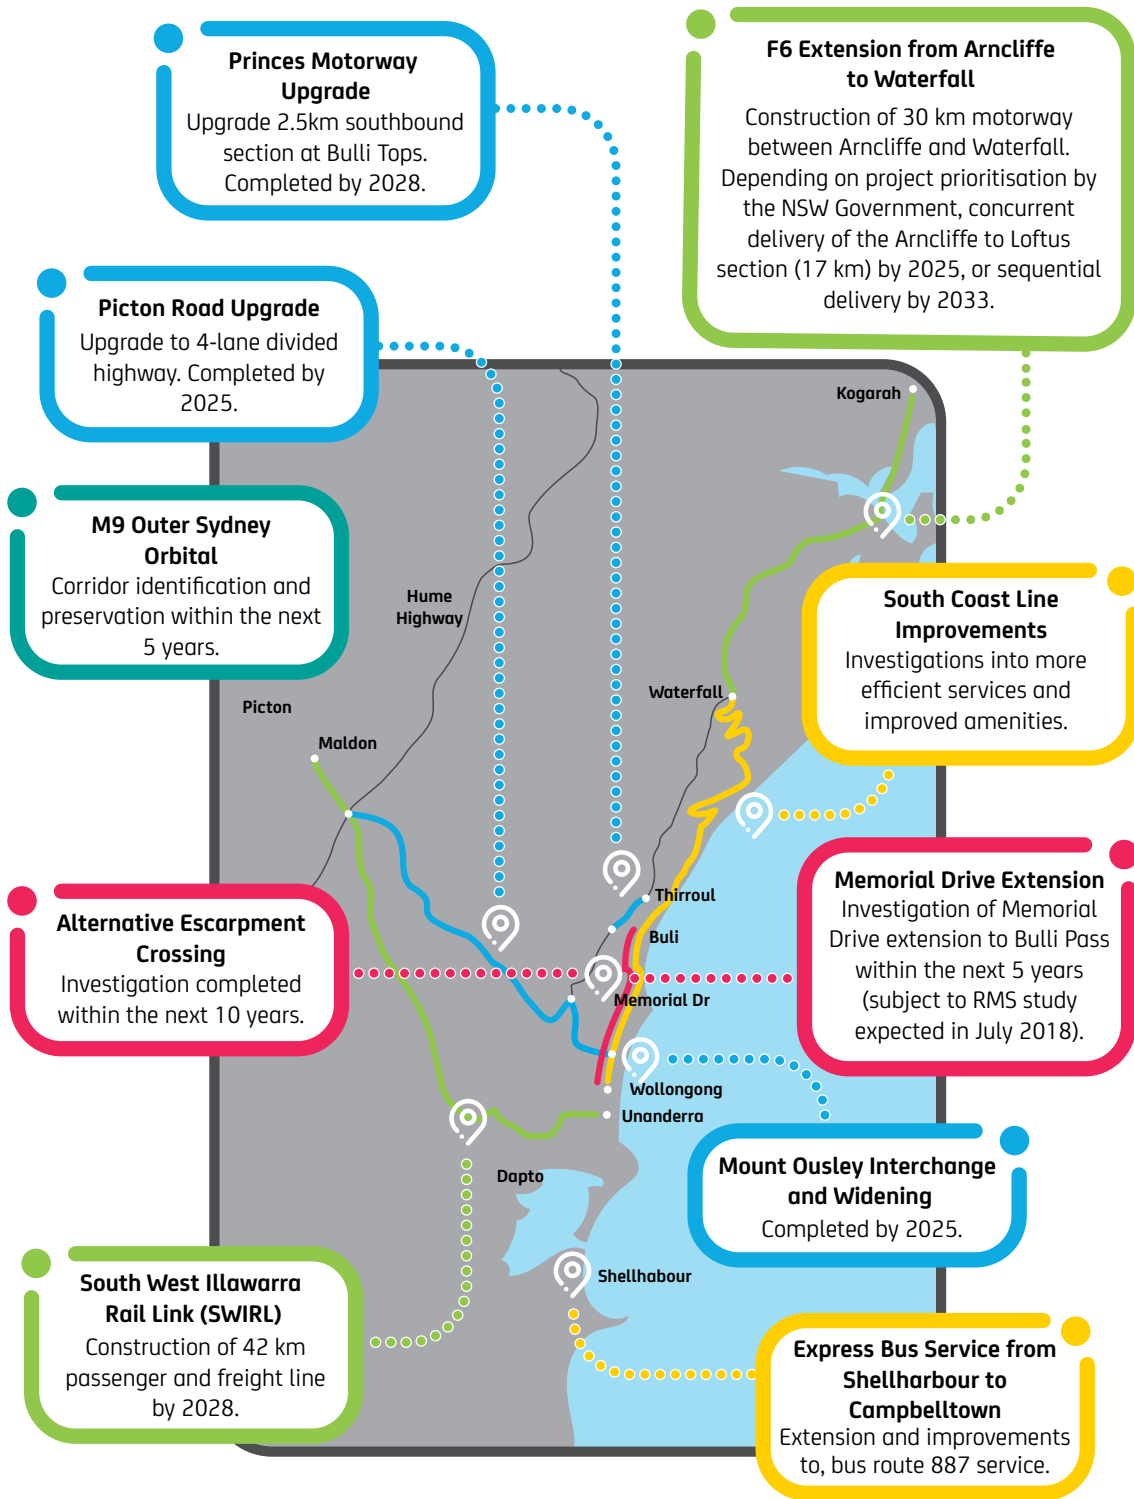 Princes Motorway
Upgrade
Upgrade 2.5km southbound
section at Bulli Tops.
Completed by 2028.
F6 Extension from Arncliffe
to Waterfall
Construction of 30 km motorway
between Arncliffe and Waterfall.
Depending on project prioritisation by
the NSW Government, concurrent
delivery of the Arncliffe to Loftus
section (17 km) by 2025, or sequential
delivery by 2033.
Picton Road Upgrade
Upgrade to 4-lane divided
highway. Completed by
2025.
Kogarah
M9 Outer Sydney
Orbital
Corridor identification and
preservation within the next
5 years.
Hume
Highway
South Coast Line
Improvements
Investigations into more
efficient services and
improved amenities.
Waterfall
Picton
Maldon
Memorial Drive Extension
Investigation of Memorial
Drive extension to Bulli Pass
within the next 5 years
(subject to RMS study
expected in July 2018).
Thirroul
Buli
Memorial Dr
Alternative Escarpment
Crossing
Investigation completed
within the next 10 years.
Wollongong
Unanderra
Dapto
Mount Ousley Interchange
and Widening
Completed by 2025.
Shellhabour
South West Illawarra
Rail Link (SWIRL)
Construction of 42 km
passenger and freight line
by 2028.
Express Bus Service from
Shellharbour to
Campbelltown
Extension and improvements
to, bus route 887 service.